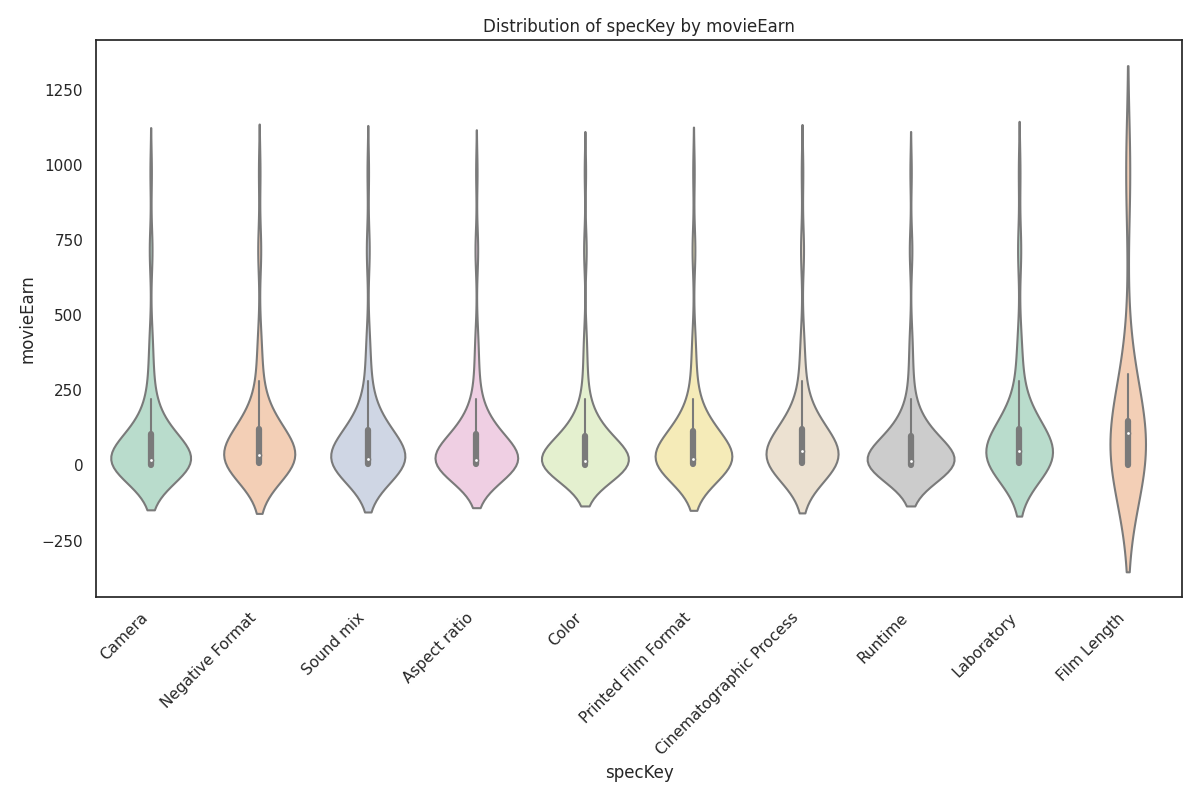 Distribution of specKey by movieEarn
movieEarn
1250
1000
750
500
250
0
−250
Camera
Negative Format
Sound mix
Aspect ratio
Color
Printed Film Format
Cinematographic Process
Runtime
Laboratory
Film Length
specKey